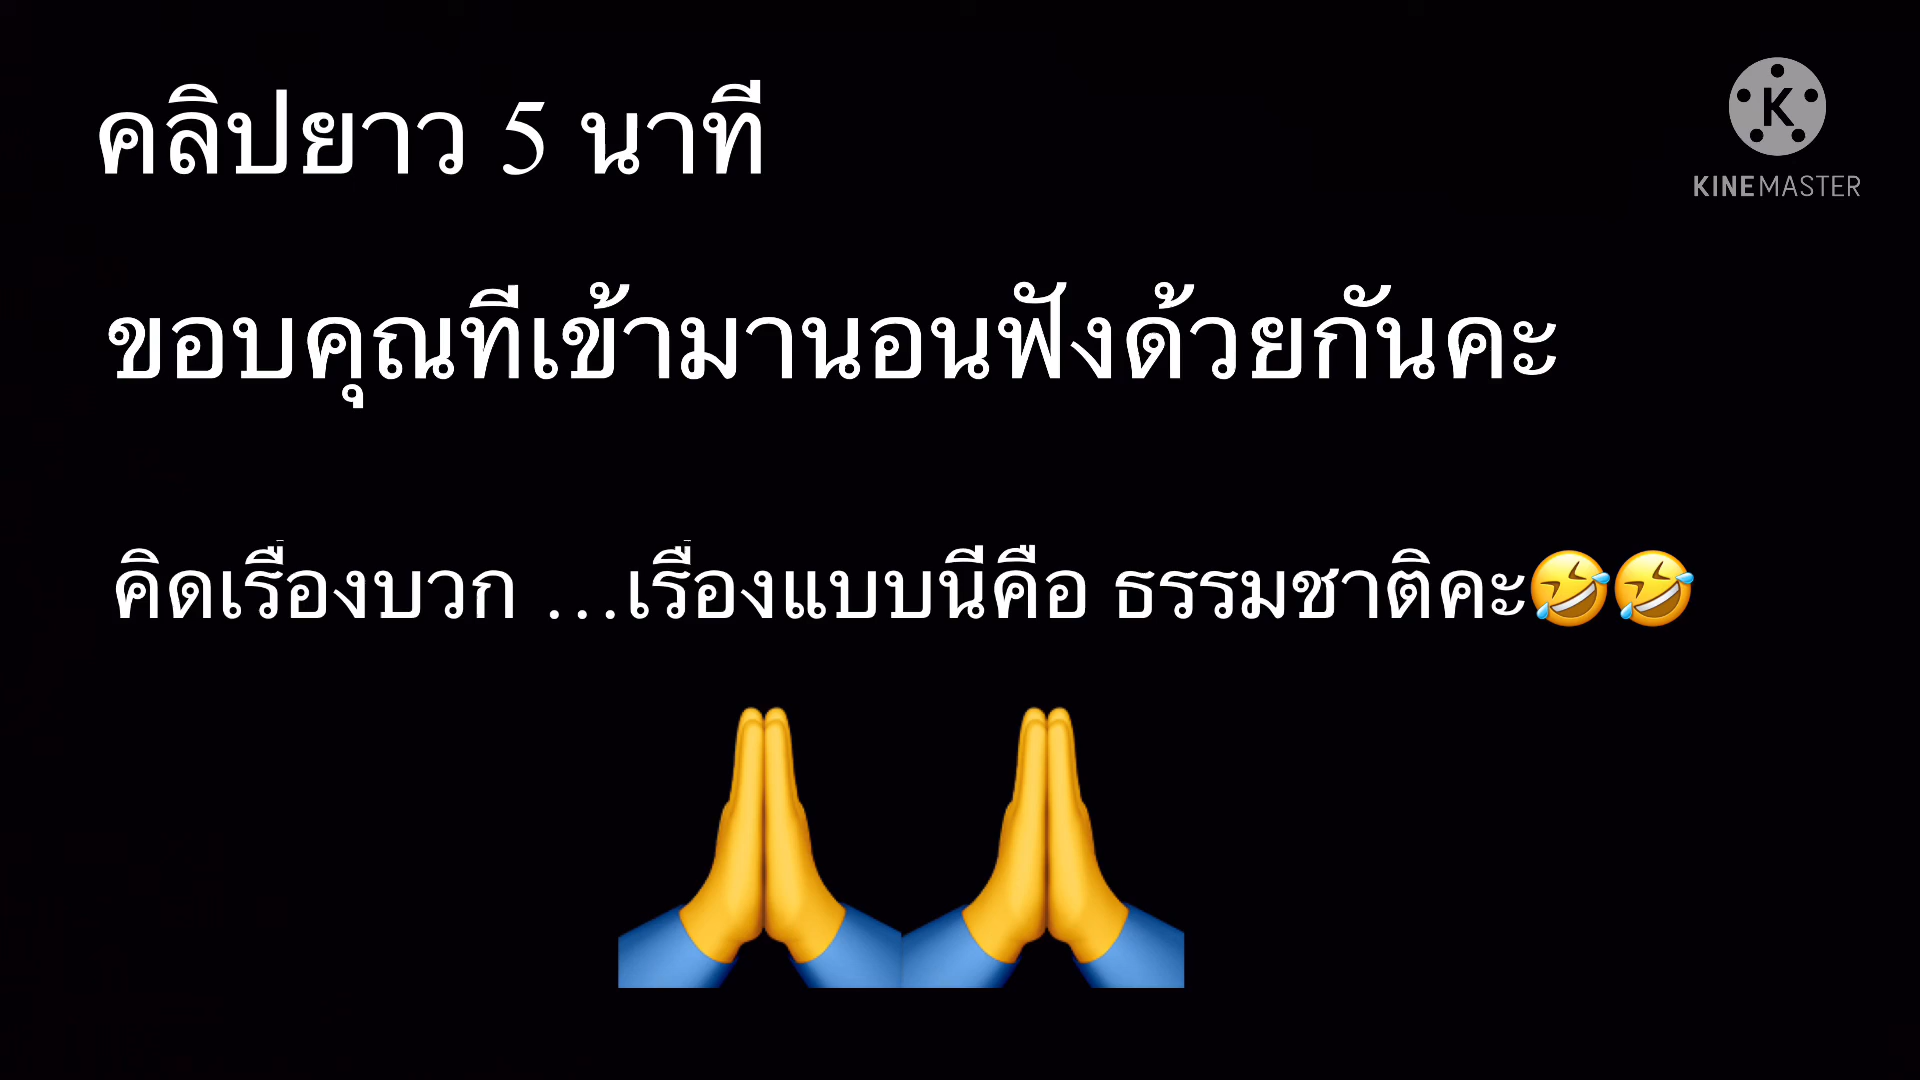 คลิปยาว 5 นาที
K
KINEMASTER
ขอบคุณที่เข้ามานอนฟังด้วยกันคะ
คิดเรื่องบวก ...เรื่องแบบนี้คือ ธรรมชาติคะ🤣🤣
🙏🙏